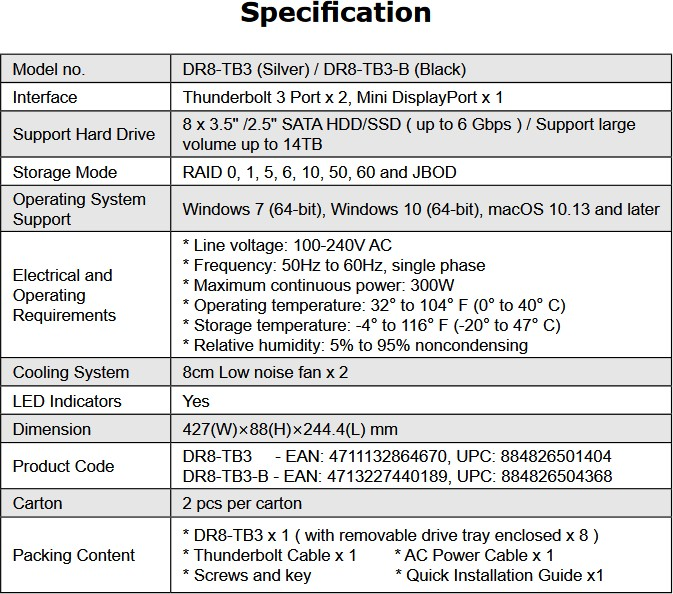 Specification
Model no. DR8-TB3 (Silver) / DR8-TB3-B (Black)
Interface Thunderbolt 3 Port x 2, Mini DisplayPort x 1
Support Hard Drive 8 x 3.5" /2.5" SATA HDD/SSD ( up to 6 Gbps ) / Support large
volume up to 14TB
Storage Mode RAID 0, 1, 5, 6, 10, 50, 60 and JBOD
Operating System
Support
Windows 7 (64-bit), Windows 10 (64-bit), macOS 10.13 and later
Electrical and
Operating
Requirements
* Line voltage: 100-240V AC
* Frequency: 50Hz to 60Hz, single phase
* Maximum continuous power: 300W
* Operating temperature: 32° to 104° F (0° to 40° C)
* Storage temperature: -4° to 116° F (-20° to 47° C)
* Relative humidity: 5% to 95% noncondensing
Cooling System 8cm Low noise fan x 2
LED Indicators Yes
Dimension 427(W)×88(H)×244.4(L) mm
Product Code
DR8-TB3 - EAN: 4711132864670, UPC: 884826501404
DR8-TB3-B - EAN: 4713227440189, UPC: 884826504368
Carton 2 pcs per carton
Packing Content
* DR8-TB3 x 1 ( with removable drive tray enclosed x 8 )
* Thunderbolt Cable x 1 * AC Power Cable x 1
* Screws and key * Quick Installation Guide x1